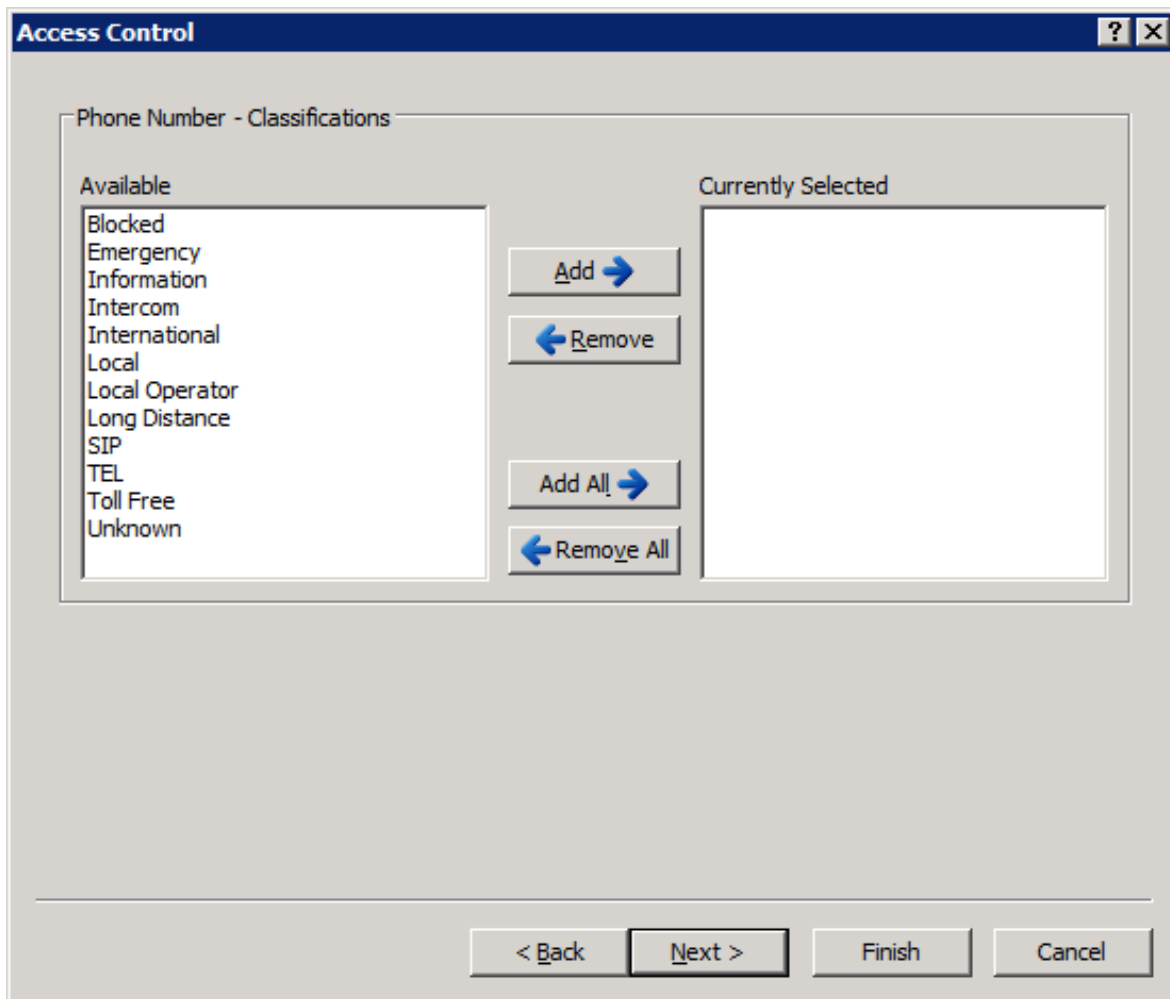 Access Control
?
Phone Number - Classifications
Available
Currently Selected
Blocked
Emergency
Information
Intercom
International
Local
Local Operator
Long Distance
SIP
TEL
Toll Free
Unknown
Add
Remove
Add All
Remove All
< Back
Next >
Finish
Cancel